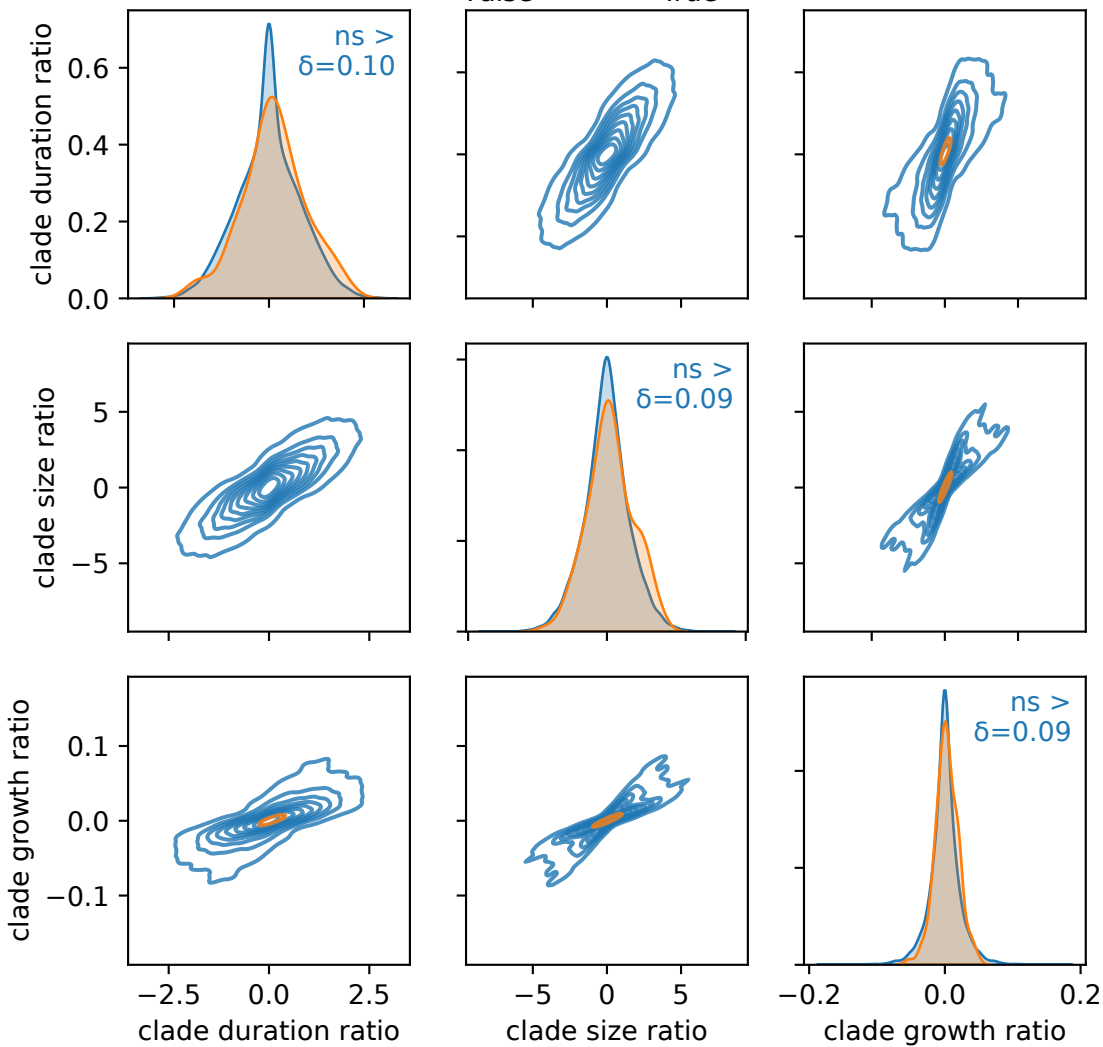 clade duration ratio
0.6
0.4
0.2
0.0
ns >
δ=0.10
clade size ratio
5
0
−5
ns >
δ=0.09
clade growth ratio
0.1
0.0
−0.1
ns >
δ=0.09
−2.5 0.0 2.5
−5 0 5
−0.2 0.0 0.2
clade duration ratio
clade size ratio
clade growth ratio